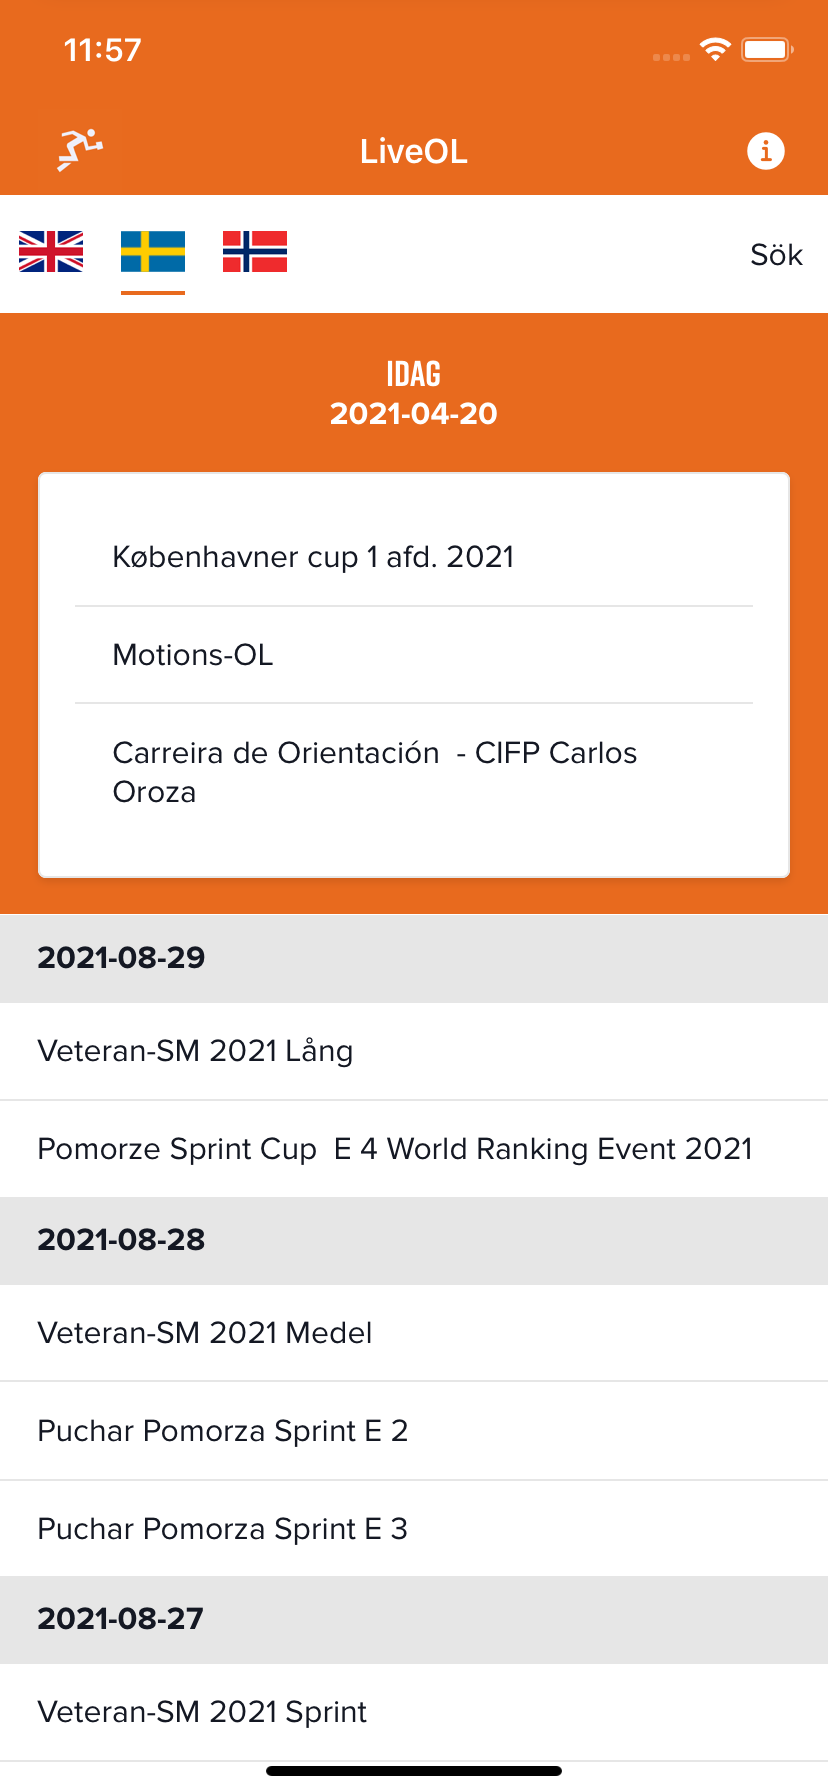 11:57
LiveOL
Sök
IDAG
2021-04-20
Københavner cup 1 afd. 2021
Motions-OL
Carreira de Orientación  - CIFP Carlos
Oroza
2021-08-29
Veteran-SM 2021 Lång
Pomorze Sprint Cup  E 4 World Ranking Event 2021
2021-08-28
Veteran-SM 2021 Medel
Puchar Pomorza Sprint E 2
Puchar Pomorza Sprint E 3
2021-08-27
Veteran-SM 2021 Sprint